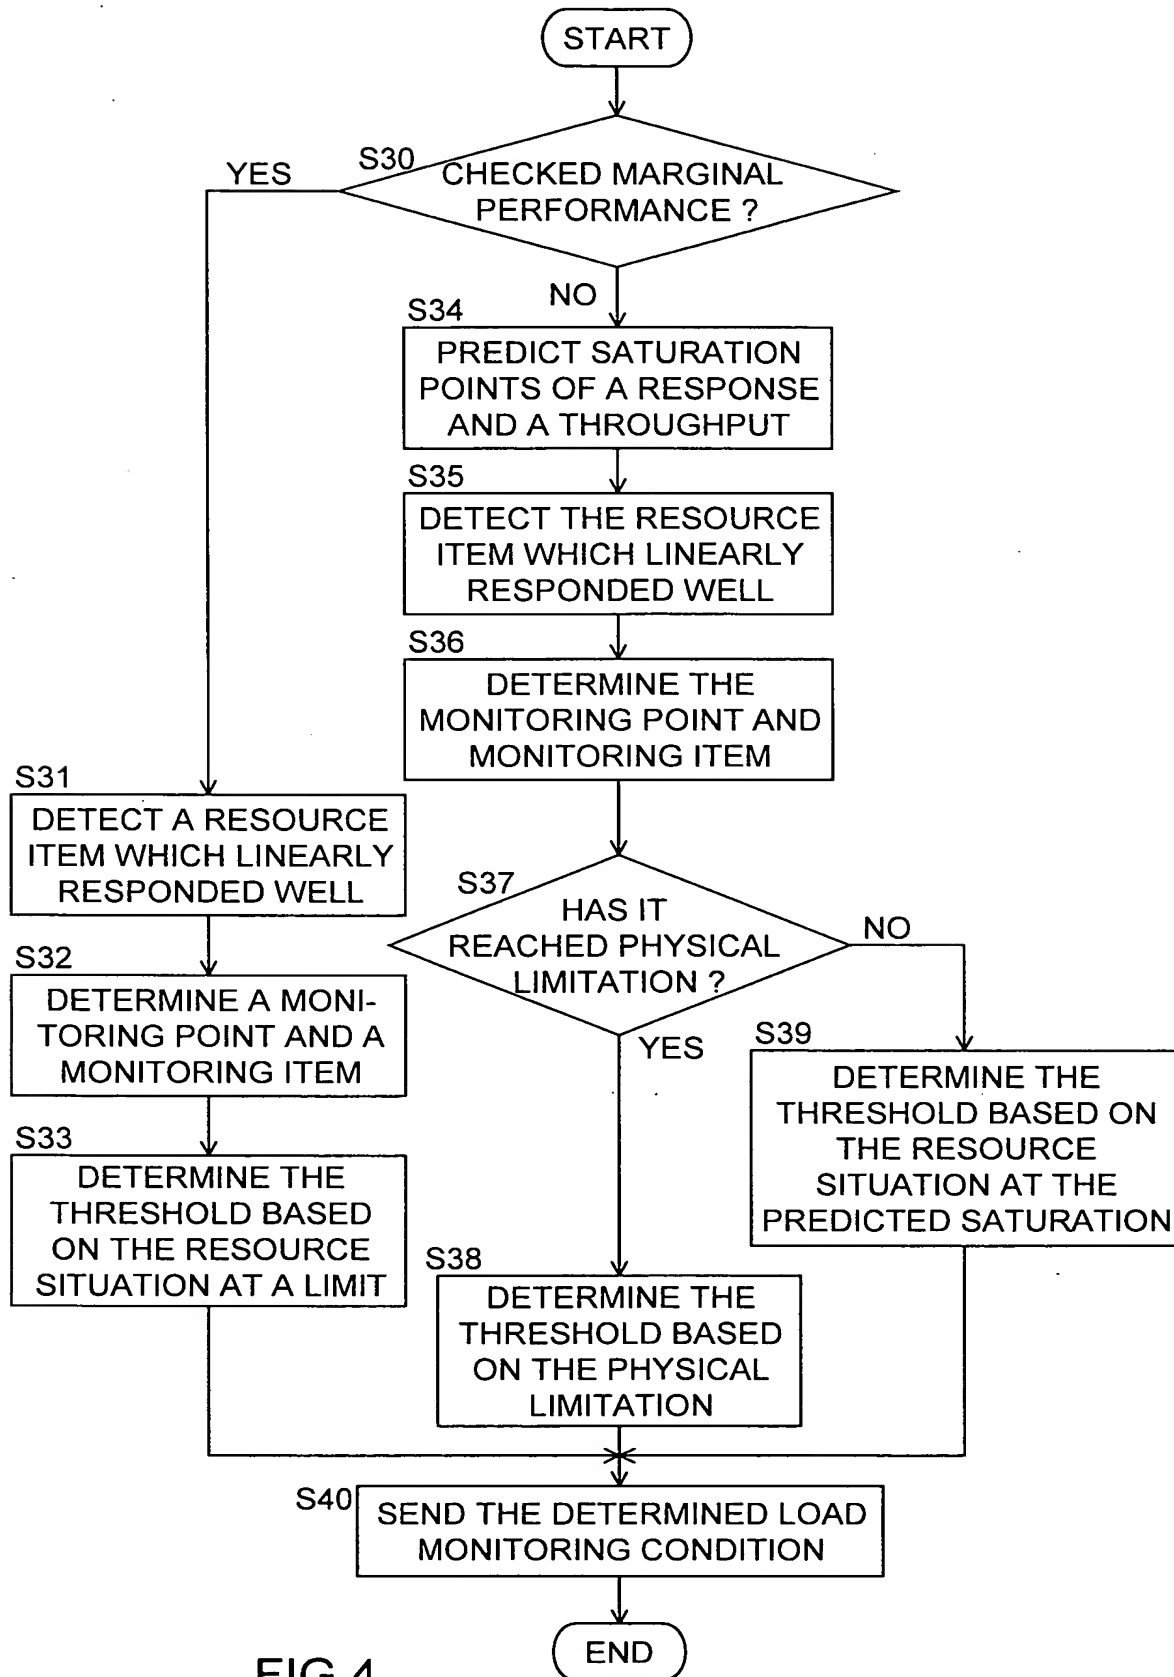 START
S30
YES
CHECKED MARGINAL
PERFORMANCE ?
NO
S34
PREDICT SATURATION
POINTS OF A RESPONSE
AND A THROUGHPUT
S35
DETECT THE RESOURCE
ITEM WHICH LINEARLY
RESPONDED WELL
S36
DETERMINE THE
MONITORING POINT AND
MONITORING ITEM
S31
DETECT A RESOURCE
ITEM WHICH LINEARLY
RESPONDED WELL
S32
DETERMINE A MONI-
TORING POINT AND A
MONITORING ITEM
S33
DETERMINE THE
THRESHOLD BASED
ON THE RESOURCE
SITUATION AT A LIMIT
S37
HAS IT
REACHED PHYSICAL
LIMITATION ?
NO
YES
S39
DETERMINE THE
THRESHOLD BASED ON
THE RESOURCE
SITUATION AT THE
PREDICTED SATURATION
S38
DETERMINE THE
THRESHOLD BASED
ON THE PHYSICAL
LIMITATION
S40
SEND THE DETERMINED LOAD
MONITORING CONDITION
END
FIG.4